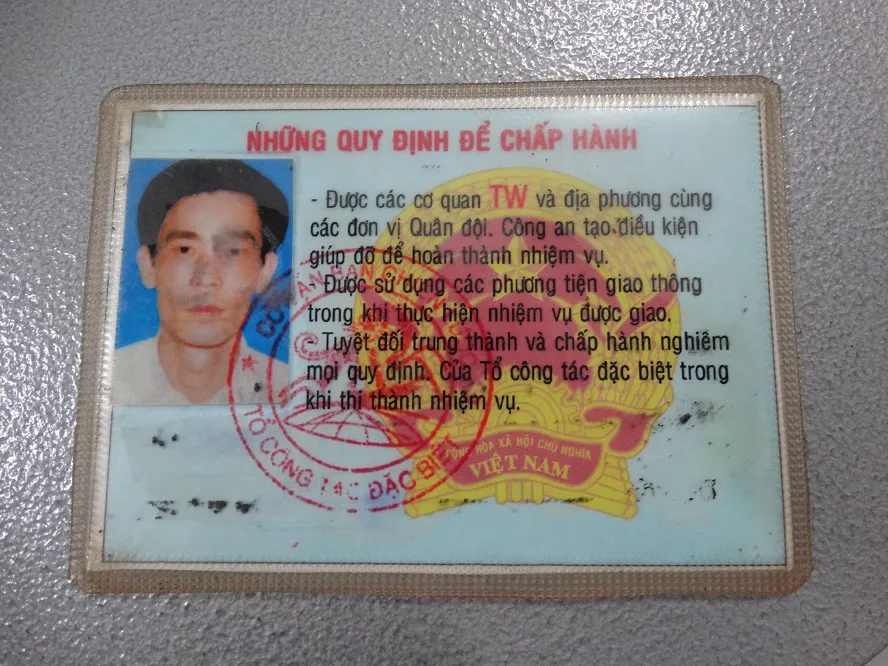 NHỮNG QUY ĐỊNH ĐỂ CHẤP HÀNH
- Được các cơ quan TW và địa phương cùng
các đơn vị Quân đội. Công an tạo điều kiện
giúp đỡ để hoàn thành nhiệm vụ.
- Được sử dụng các phương tiện giao thông
trong khi thực hiện nhiệm vụ được giao.
- Tuyệt đối trung thành và chấp hành nghiêm
mọi quy định. Của Tổ công tác đặc biệt trong
khi thi thành nhiệm vụ.
TỔ CÔNG TÁC ĐẶC BIỆT
CỘNG HÒA XÃ HỘI CHỦ NGHĨA
VIỆT NAM